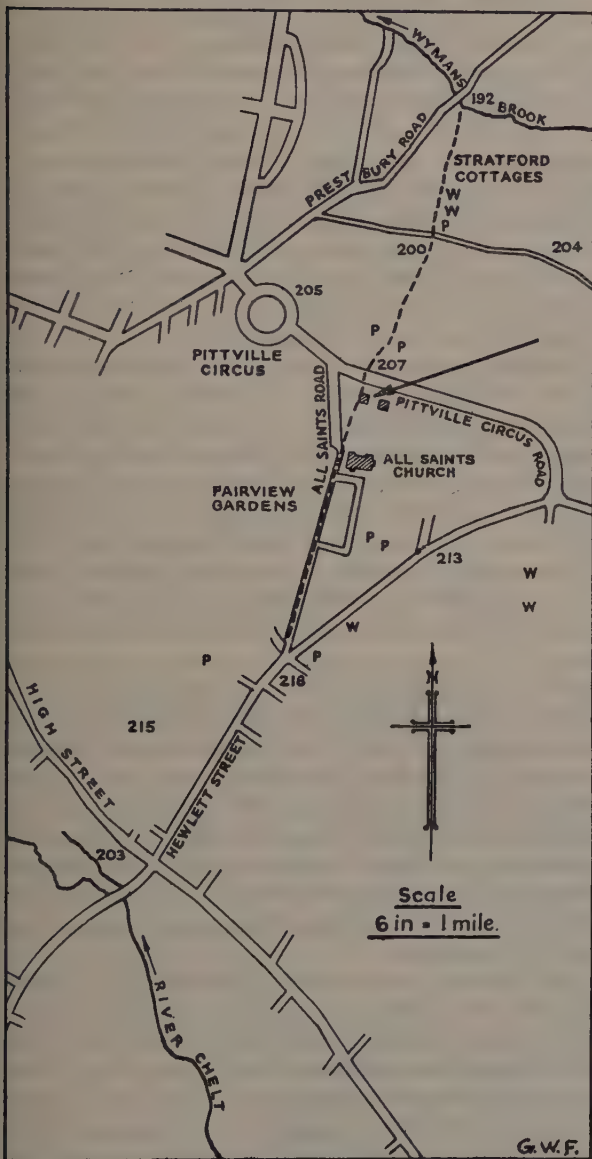 WYMANS
192 BROOK
PRESTBURY ROAD
STRATFORD
COTTAGES
W
W
P
200
204
205
P
P
PITTVILLE
CIRCUS
207
PITTVILLE CIRCUS ROAD
ALL SAINTS ROAD
ALL SAINTS
CHURCH
FAIRVIEW
GARDENS
P
P
213
W
W
W
P
P
218
N
HIGH STREET
215
HEWLETT STREET
203
Scale
6 in = 1 mile.
RIVER CHELT
G.W.F.